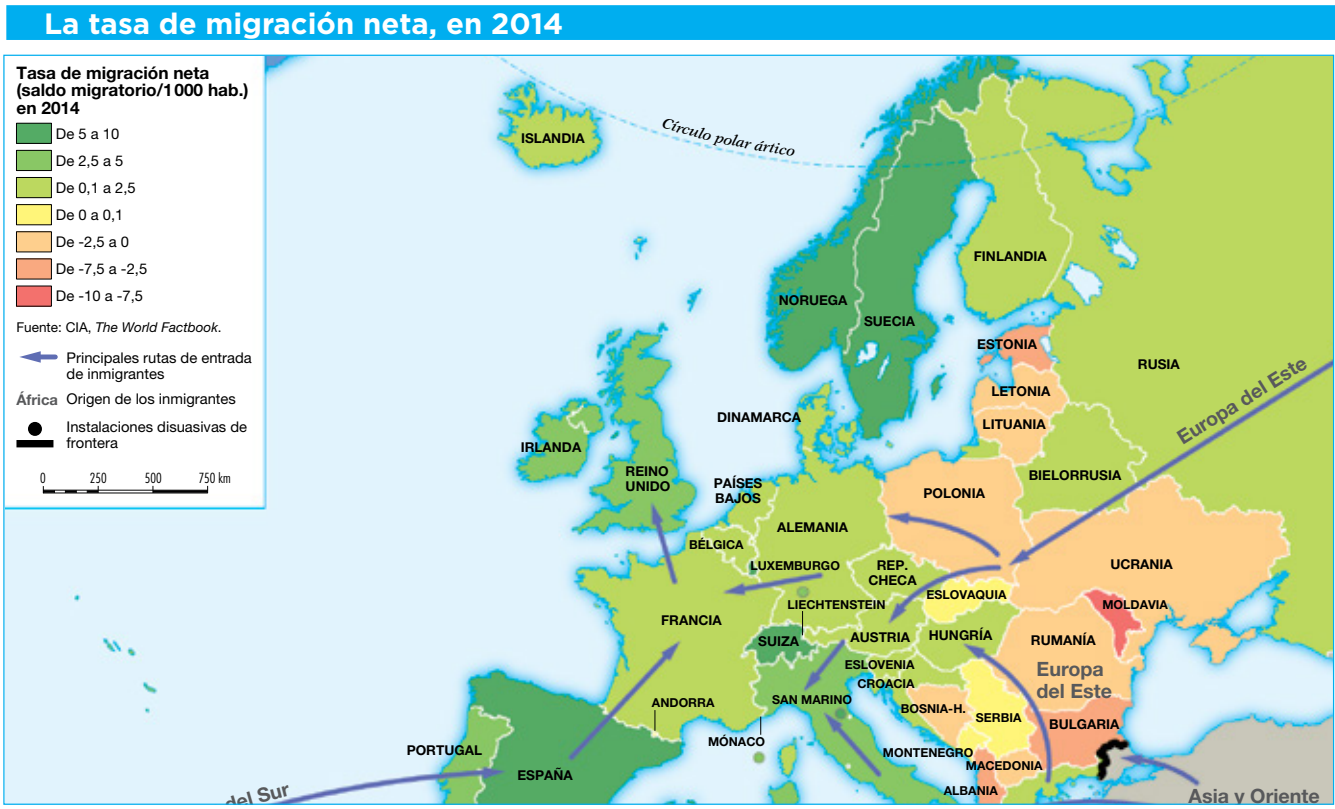 La tasa de migración neta, en 2014
Tasa de migración neta
(saldo migratorio/1 000 hab.)
en 2014
De 5 a 10
De 2,5 a 5
De 0,1 a 2,5
De 0 a 0,1
De -2,5 a 0
De -7,5 a -2,5
De -10 a -7,5
Fuente: CIA, The World Factbook.
Principales rutas de entrada
de inmigrantes
África Origen de los inmigrantes
Instalaciones disuasivas de
frontera
0 250 500 750 km
Círculo polar ártico
ISLANDIA
FINLANDIA
NORUEGA
SUECIA
ESTONIA
RUSIA
LETONIA
Europa del Este
DINAMARCA
LITUANIA
IRLANDA
REINO
UNIDO
PAÍSES
BAJOS
POLONIA
BIELORRUSIA
ALEMANIA
BÉLGICA
LUXEMBURGO
REP.
CHECA
UCRANIA
ESLOVAQUIA
LIECHTENSTEIN
MOLDAVIA
FRANCIA
SUIZA
AUSTRIA
HUNGRÍA
RUMANÍA
ESLOVENIA
Europa
del Este
CROACIA
ANDORRA
SAN MARINO
BOSNIA-H.
SERBIA
BULGARIA
MÓNACO
PORTUGAL
MONTENEGRO
MACEDONIA
ESPAÑA
ALBANIA
del Sur
Asia y Oriente